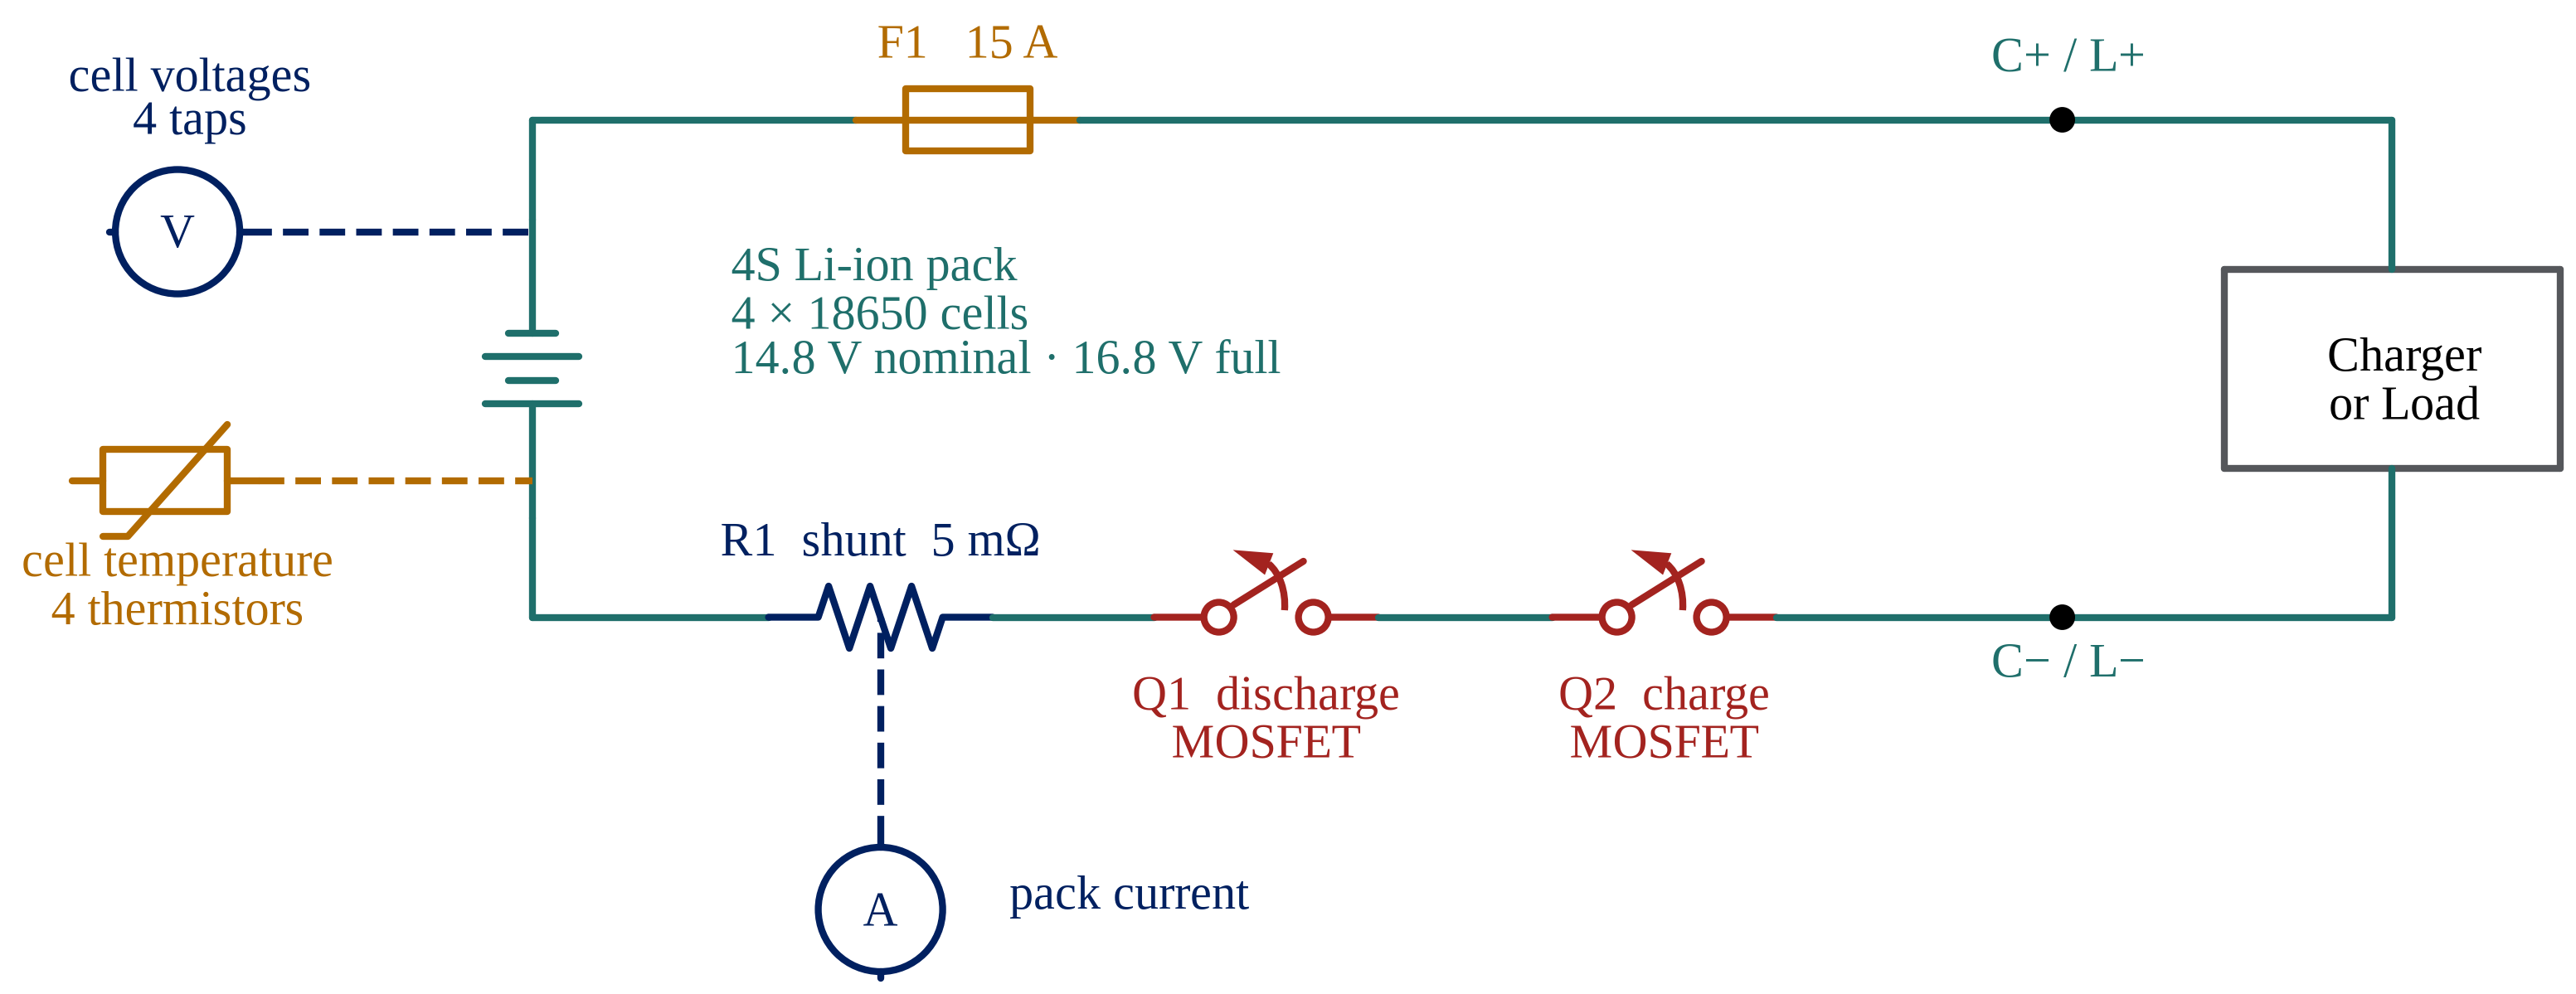 F1 15 A
C+ / L+
cell voltages
4 taps
V
4S Li-ion pack
4 × 18650 cells
14.8 V nominal · 16.8 V full
Charger
or Load
cell temperature
4 thermistors
R1 shunt 5 mΩ
Q1 discharge
MOSFET
Q2 charge
MOSFET
C− / L−
A
pack current